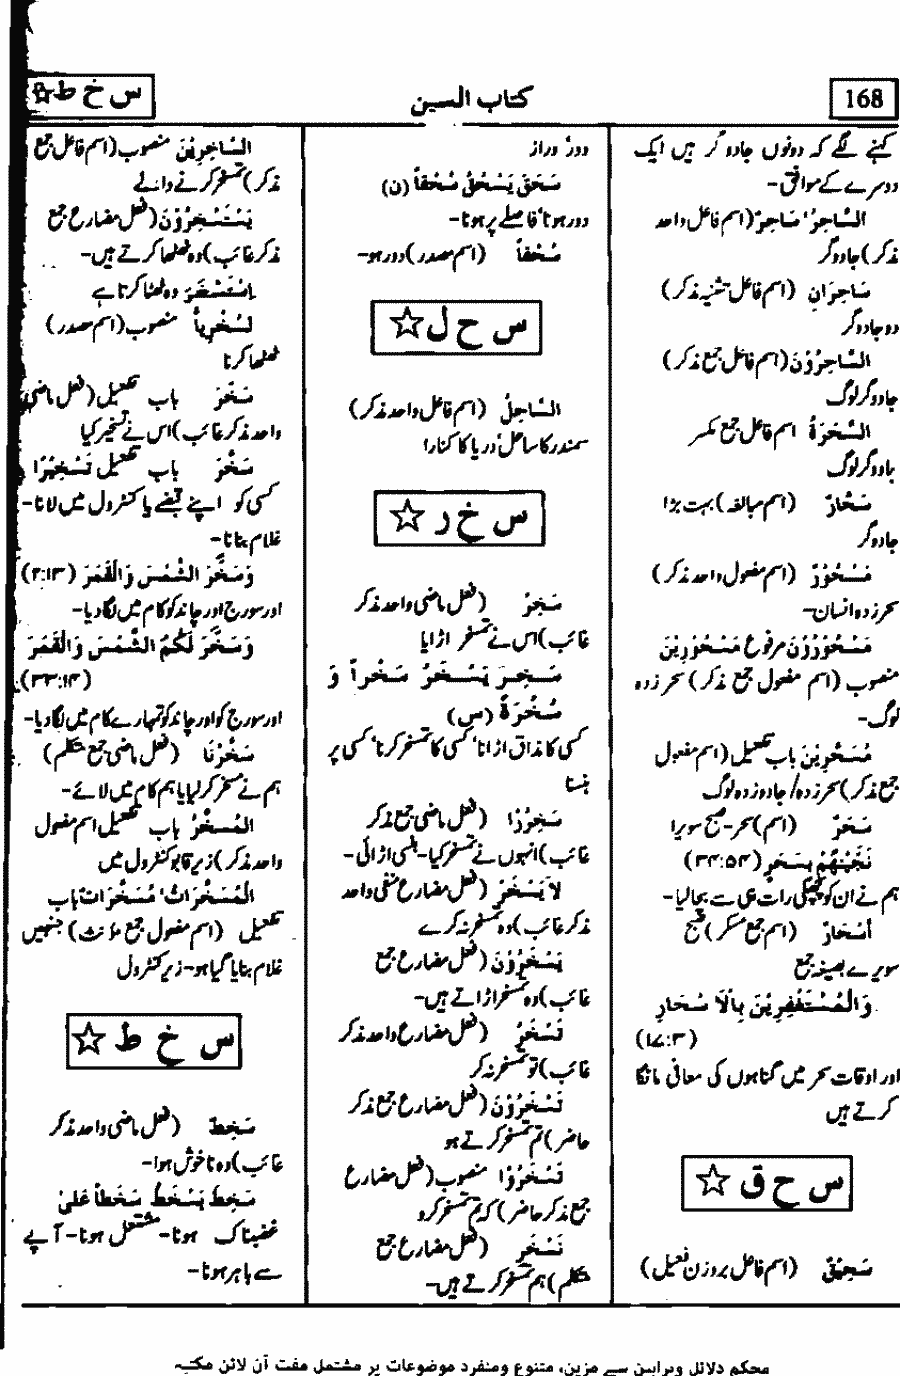 168
کتاب السین
س خ ط ☆
کہنے لگے کہ دونوں جادو گر ہیں ایک
دوسرے کے موافق-
السَّاحِرُ، سَاحِرٌ (اسم فاعل واحد
مذکر) جادوگر
سَاحِرَانِ (اسم فاعل تثنیہ مذکر)
دو جادوگر
السَّاحِرُوْنَ (اسم فاعل جمع مذکر)
جادوگر لوگ
السَّحَرَةُ اسم فاعل جمع مکسر
جادوگر لوگ
سَحَّارٌ (اسم مبالغہ) بہت بڑا
جادوگر
مَسْحُوْرٌ (اسم مفعول واحد مذکر)
سحرزدہ انسان-
مَسْحُوْرُوْنَ مرفوع مَسْحُوْرِيْنَ
منصوب (اسم مفعول جمع مذکر) سحر زدہ
لوگ-
مُسَحَّرِيْنَ باب تفعیل (اسم مفعول
جمع مذکر) سحرزدہ/ جادوزدہ لوگ
سَحَرٌ (اسم) سحر-صبح سویرا
نَجَّيْنٰهُمْ بِسَحَرٍ (۳۴:۵۴)
ہم نے ان کو پچھلی رات ہی سے بچالیا-
اَسْحَارٌ (اسم جمع مکسر) صبح
سویرے بصیغہ جمع
وَالْمُسْتَغْفِرِيْنَ بِالْاَ سْحَارِ
(۱۷:۳)
اور اوقات سحر میں گناہوں کی معافی مانگا
کرتے ہیں
س ح ق ☆
سَحِيْقٌ (اسم فاعل بروزن فعیل)
دورْ دراز
سَحَقَ يَسْحُقُ سُحْقاً (ن)
دور ہونا، فاصلے پر ہونا-
سُحْقاً (اسم مصدر) دور ہو-
س ح ل ☆
السَّاحِلُ (اسم فاعل واحد مذکر)
سمندر کا ساحل، دریا کا کنارا
س خ ر ☆
سَخِرَ (فعل ماضی واحد مذکر
غائب) اس نے تمسخر اڑایا
سَخِرَ يَسْخَرُ سَخْراً وَ
سُخْرَةً (س)
کسی کا مذاق اڑانا، کسی کا تمسخر کرنا، کسی پر
ہنسنا
سَخِرُوْا (فعل ماضی جمع مذکر
غائب) انہوں نے تمسخر کیا-ہنسی اڑائی-
لاَ يَسْخَرْ (فعل مضارع منفی واحد
مذکر غائب) وہ تمسخر نہ کرے
يَسْخَرُوْنَ (فعل مضارع جمع
غائب) وہ تمسخر اڑاتے ہیں-
تَسْخَرُ (فعل مضارع واحد مذکر
غائب) تو تمسخر نہ کر
تَسْخَرُوْنَ (فعل مضارع جمع مذکر
حاضر) تم تمسخر کرتے ہو
تَسْخَرُوْا منصوب (فعل مضارع
جمع مذکر حاضر) کہ تم تمسخر کرو
نَسْخَرِ (فعل مضارع جمع
متکلم) ہم تمسخر کرتے ہیں-
السَّاخِرِيْنَ منصوب (اسم فاعل جمع
مذکر) تمسخر کرنے والے
يَسْتَسْخِرُوْنَ (فعل مضارع جمع
مذکر غائب) وہ ٹھٹھا کرتے ہیں-
اِسْتَسْخَرَ وہ ٹھٹا کرتا ہے
سُخْرِياً منصوب (اسم مصدر)
ٹھٹھا کرنا
سَخَّرَ باب تفعیل (فعل ماضی
واحد مذکر غائب) اس نے تسخیر کیا
سَخَّرَ باب تفعیل تَسْخِيْرًا
کسی کو اپنے قبضے یا کنٹرول میں لانا-
غلام بنانا-
وَسَخَّرَ الشَّمْسَ وَالْقَمَرَ (۲:۱۳)
اور سورج اور چاند کو کام میں لگا دیا-
وَسَخَّرَ لَكُمُ الشَّمْسَ وَالْقَمَرَ
(۳۳:۱۴)
اور سورج کو اور چاند کو تمہارے کام میں لگا دیا-
سَخَّرْنَا (فعل ماضی جمع متکلم)
ہم نے مسخر کرلیا یا ہم کام میں لائے-
المُسَخَّرُ باب تفعیل اسم مفعول
واحد مذکر) زیر قابو کنٹرول میں
الْمُسَخَّرَاتُ، مُسَخَّرَاتٌ باب
تفعیل (اسم مفعول جمع مؤنث) جنہیں
غلام بنایا گیا ہو-زیر کنٹرول
س خ ط ☆
سَخِطَ (فعل ماضی واحد مذکر
غائب) وہ ناخوش ہوا-
سَخِطَ يَسْخَطُ سَخَطاً عَلىٰ
غضبناک ہونا-مشتعل ہونا-آپے
سے باہر ہونا-
محکم دلائل وبراہین سے مزین، متنوع ومنفرد موضوعات پر مشتمل مفت آن لائن مکتبہ